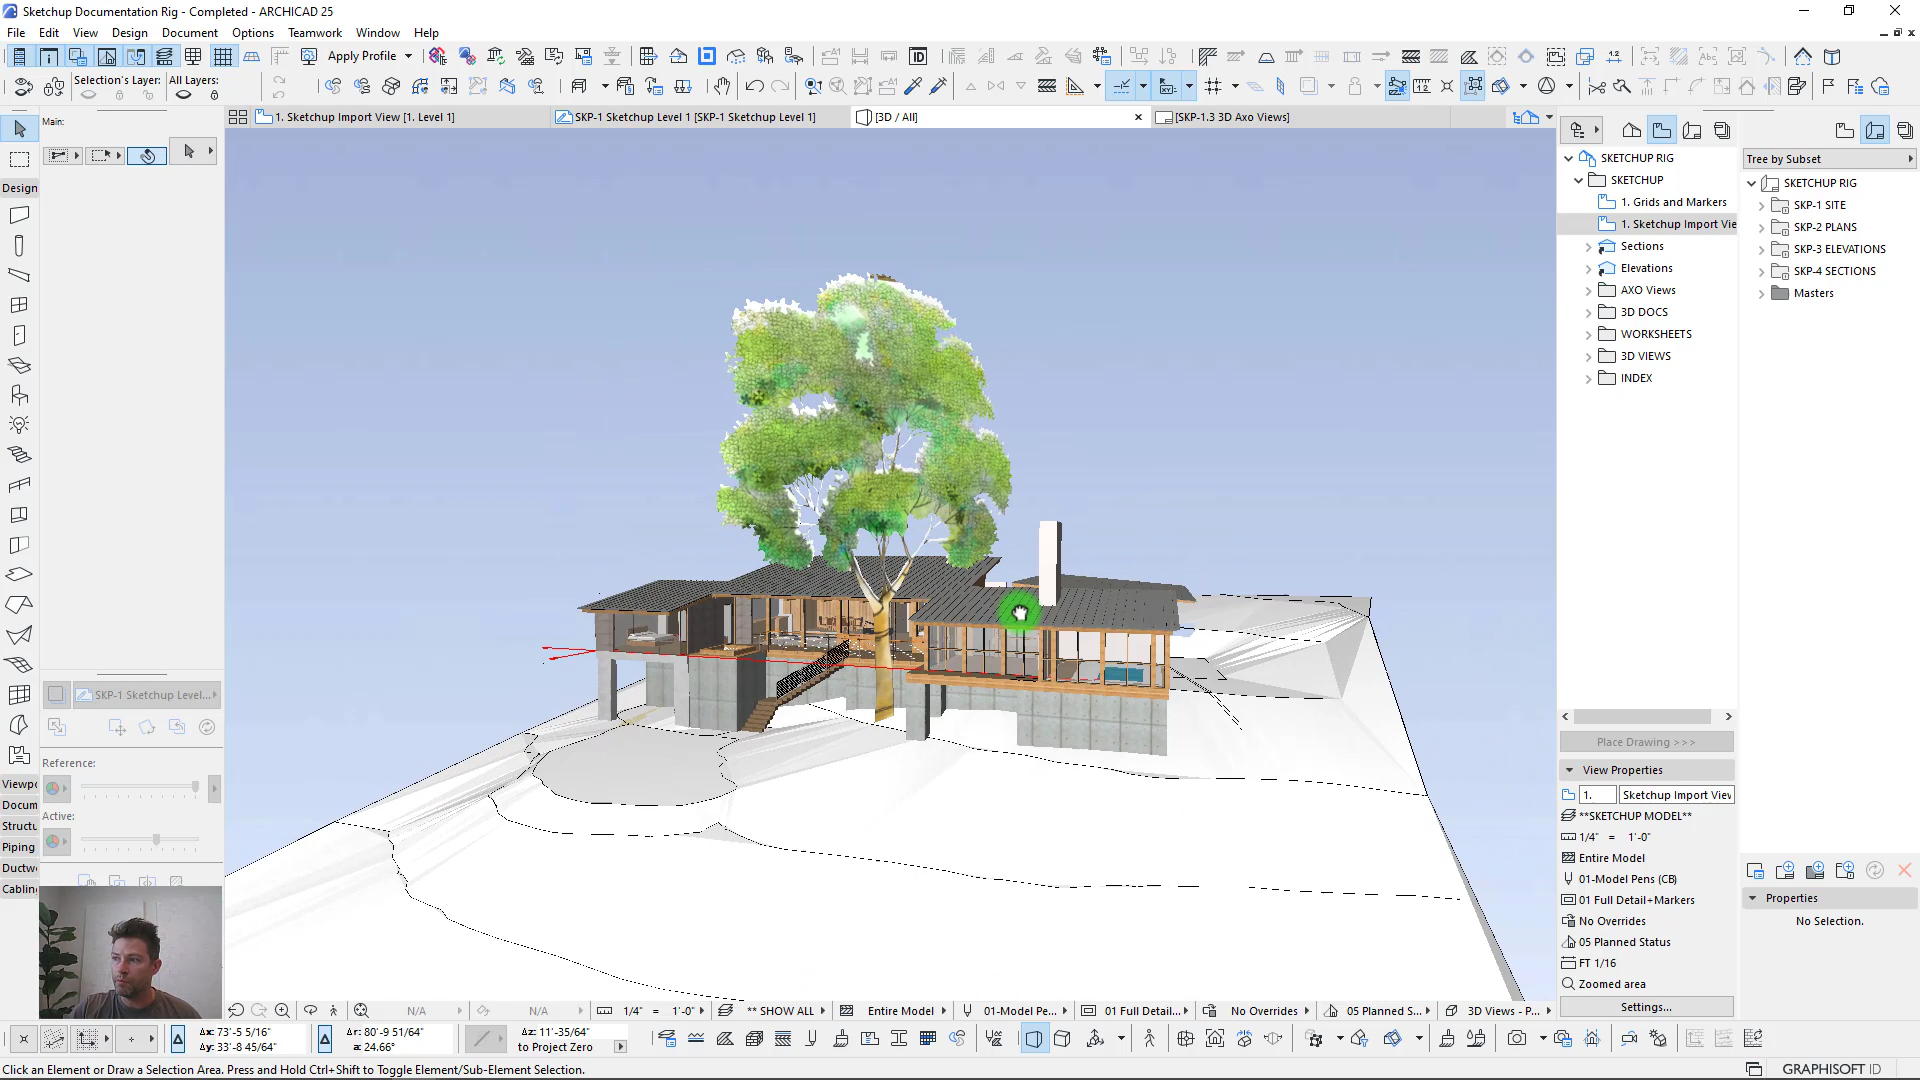 Sketchup Documentation Rig - Completed - ARCHICAD 25
File Edit View Design Document Options Teamwork Window Help
Apply Profile
Selection's Layer:
All Layers:
1. Sketchup Import View [1. Level 1]
SKP-1 Sketchup Level 1 [SKP-1 Sketchup Level 1]
[3D / All]
[SKP-1.3 3D Axo Views]
Main:
Design
SKP-1 Sketchup Level...
Reference:
Active:
Viewpo
Docum
Structu
Piping
Ductw
Cabling
SKETCHUP RIG
SKETCHUP
1. Grids and Markers
1. Sketchup Import Vie
Sections
Elevations
AXO Views
3D DOCS
WORKSHEETS
3D VIEWS
INDEX
Place Drawing >>>
View Properties
1. Sketchup Import View
**SKETCHUP MODEL**
1/4" = 1'-0"
Entire Model
01-Model Pens (CB)
01 Full Detail+Markers
No Overrides
05 Planned Status
FT 1/16
Zoomed area
Settings...
Tree by Subset
SKETCHUP RIG
SKP-1 SITE
SKP-2 PLANS
SKP-3 ELEVATIONS
SKP-4 SECTIONS
Masters
Properties
No Selection.
N/A N/A 1/4" = 1'-0" ** SHOW ALL Entire Model 01-Model Pe... 01 Full Detail... No Overrides 05 Planned S... 3D Views - P...
Δx: 73'-5 5/16"
Δy: 33'-8 45/64"
Δr: 80'-9 51/64"
a: 24.66°
Δz: 11'-35/64"
to Project Zero
Click an Element or Draw a Selection Area. Press and Hold Ctrl+Shift to Toggle Element/Sub-Element Selection.
GRAPHISOFT ID